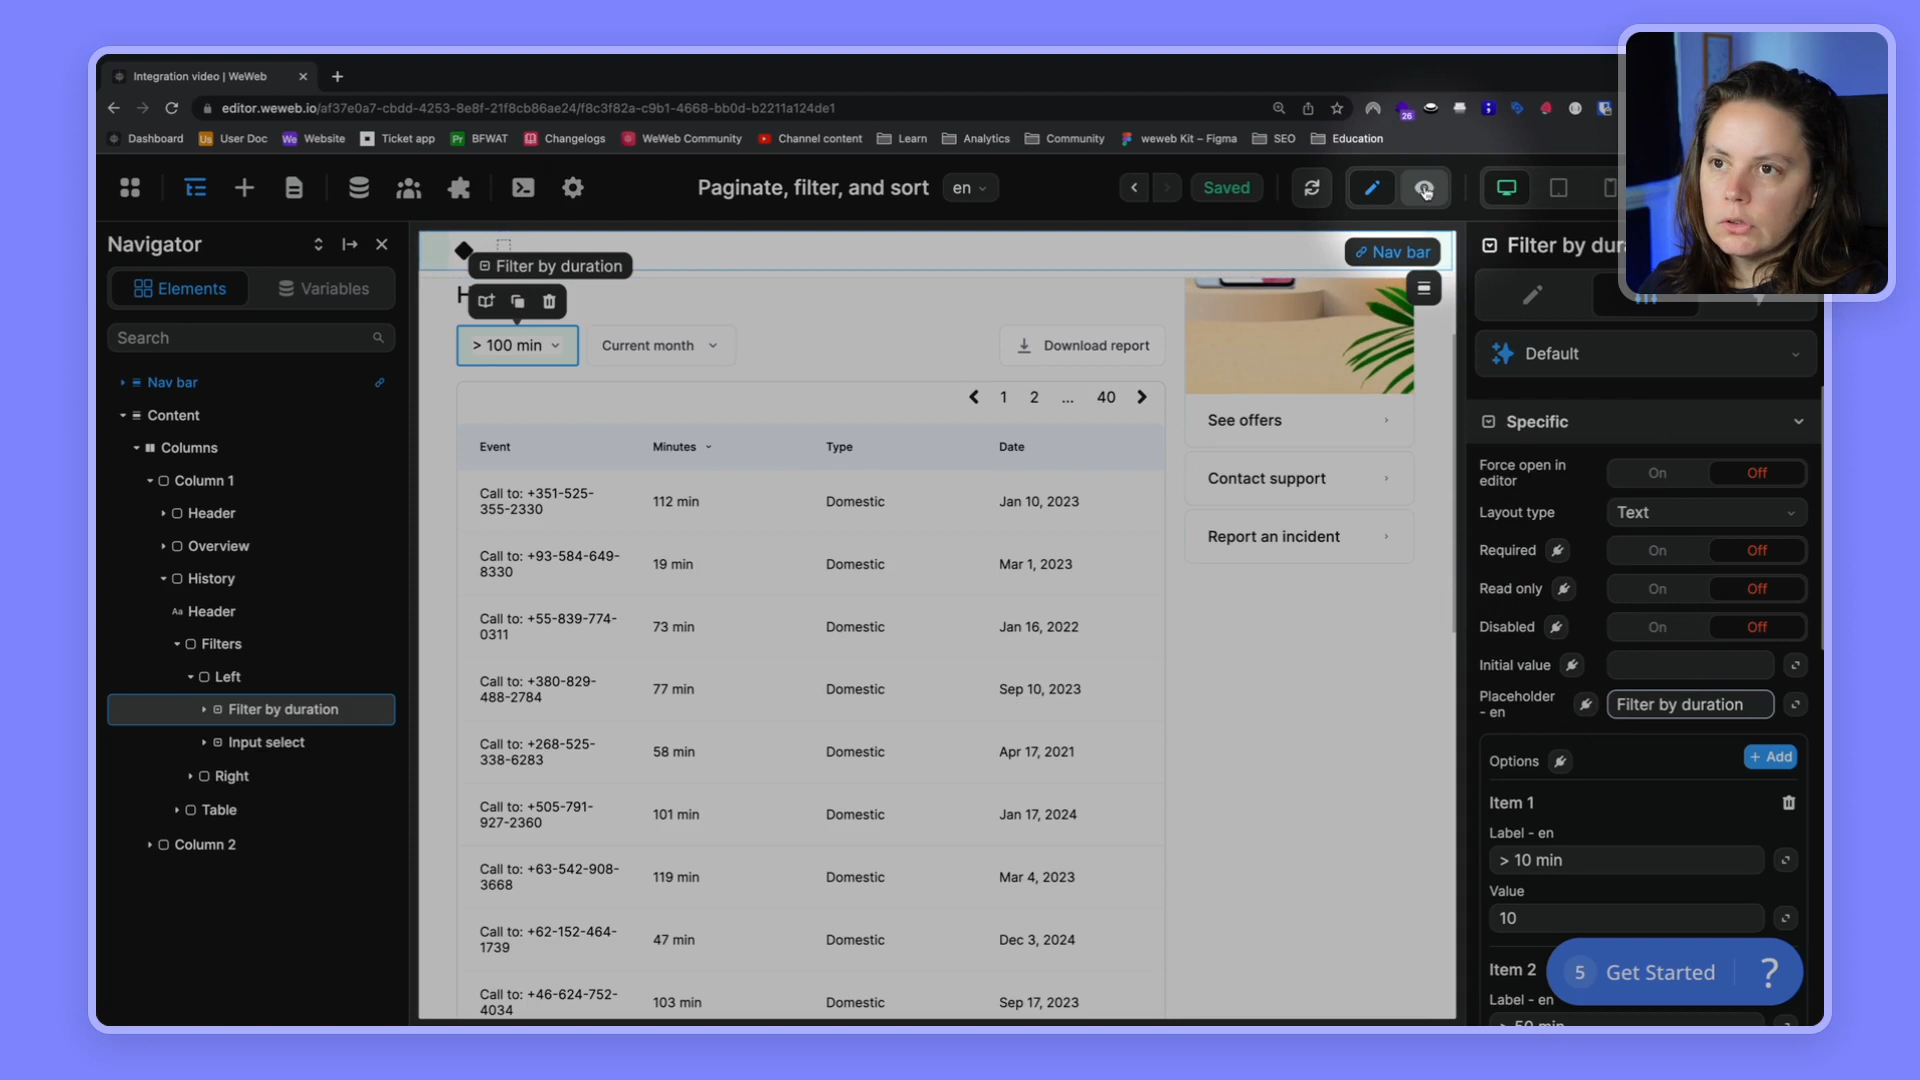 Integration video | WeWeb
editor.weweb.io/af37e0a7-cbdd-4253-8e8f-21f8cb86ae24/f8c3f82a-c9b1-4668-bb0d-b2211a124de1
26
Dashboard
Us User Doc
We Website
Ticket app
Pr BFWAT
Changelogs
WeWeb Community
Channel content
Learn
Analytics
Community
weweb Kit – Figma
SEO
Education
Paginate, filter, and sort
en
Saved
Navigator
Elements
Variables
Search
Nav bar
Content
Columns
Column 1
Header
Overview
History
Aa Header
Filters
Left
Filter by duration
Input select
Right
Table
Column 2
Filter by duration
Nav bar
H
> 100 min
Current month
Download report
1 2 ... 40
Event Minutes Type Date
Call to: +351-525-
355-2330
112 min
Domestic
Jan 10, 2023
Call to: +93-584-649-
8330
19 min
Domestic
Mar 1, 2023
Call to: +55-839-774-
0311
73 min
Domestic
Jan 16, 2022
Call to: +380-829-
488-2784
77 min
Domestic
Sep 10, 2023
Call to: +268-525-
338-6283
58 min
Domestic
Apr 17, 2021
Call to: +505-791-
927-2360
101 min
Domestic
Jan 17, 2024
Call to: +63-542-908-
3668
119 min
Domestic
Mar 4, 2023
Call to: +62-152-464-
1739
47 min
Domestic
Dec 3, 2024
Call to: +46-624-752-
4034
103 min
Domestic
Sep 17, 2023
See offers
Contact support
Report an incident
Filter by dur
Default
Specific
Force open in
editor
On Off
Layout type
Text
Required
On Off
Read only
On Off
Disabled
On Off
Initial value
Placeholder
- en
Filter by duration
Options
+ Add
Item 1
Label - en
> 10 min
Value
10
Item 2
Label - en
> 50 min
5 Get Started ?